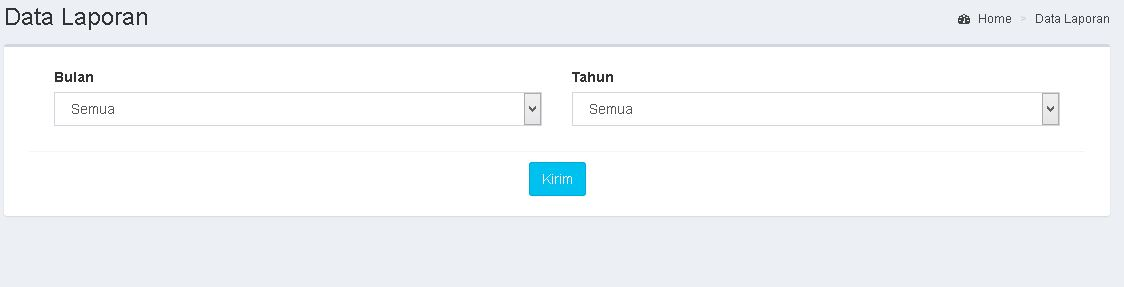 Data Laporan
Home > Data Laporan
Bulan
Tahun
Semua
Semua
Kirim